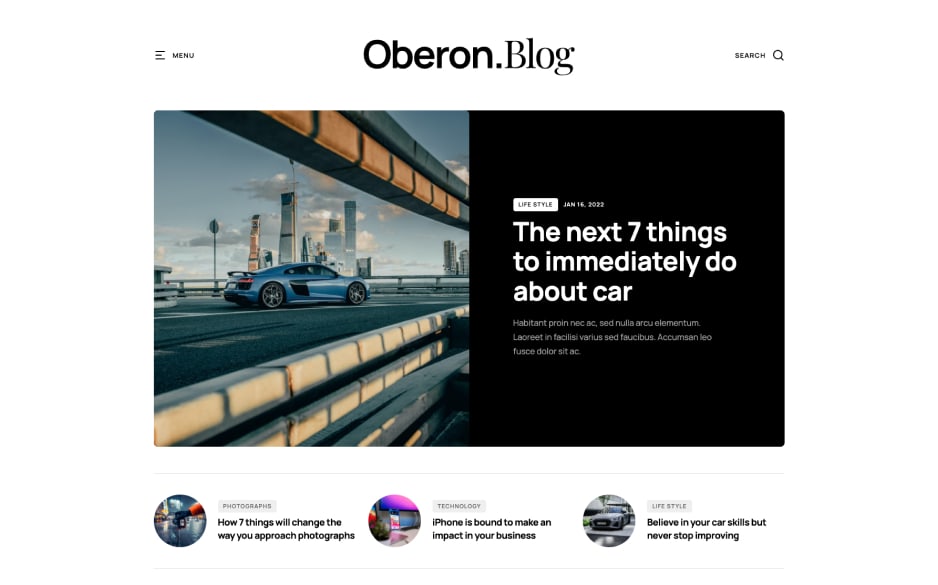 MENU
Oberon.Blog
SEARCH
LIFE STYLE JAN 16, 2022
The next 7 things
to immediately do
about car
Habitant proin nec ac, sed nulla arcu elementum.
Laoreet in facilisi varius sed faucibus. Accumsan leo
fusce dolor sit ac.
PHOTOGRAPHS
How 7 things will change the
way you approach photographs
TECHNOLOGY
iPhone is bound to make an
impact in your business
LIFE STYLE
Believe in your car skills but
never stop improving